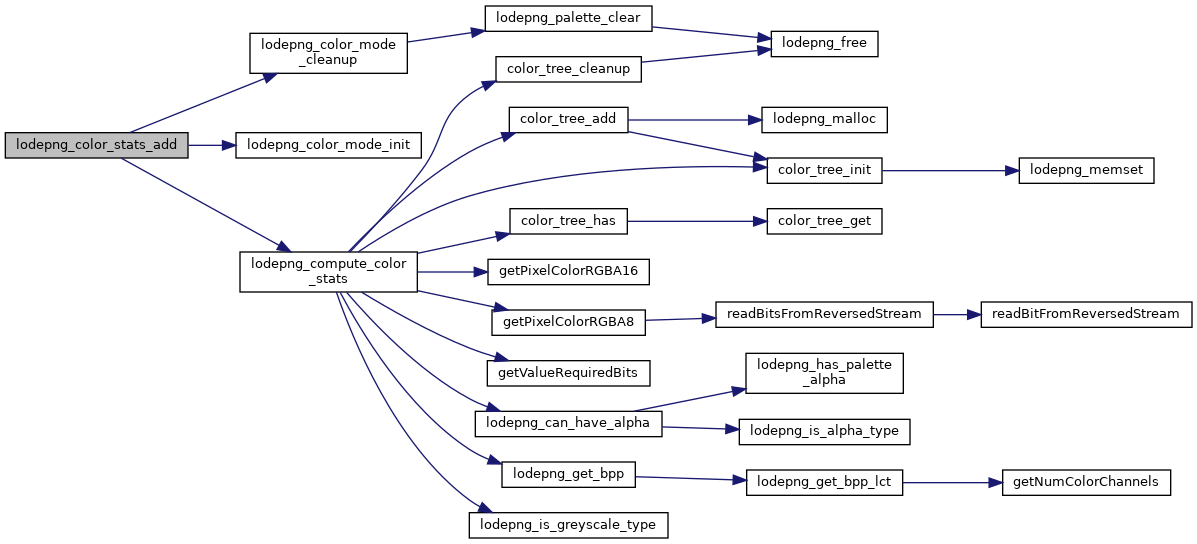 lodepng_color_stats_add
lodepng_color_mode
_cleanup
lodepng_color_mode_init
lodepng_compute_color
_stats
lodepng_palette_clear
color_tree_cleanup
color_tree_add
color_tree_has
getPixelColorRGBA16
getPixelColorRGBA8
getValueRequiredBits
lodepng_can_have_alpha
lodepng_get_bpp
lodepng_is_greyscale_type
lodepng_free
lodepng_malloc
color_tree_init
color_tree_get
readBitsFromReversedStream
lodepng_has_palette
_alpha
lodepng_is_alpha_type
lodepng_get_bpp_lct
lodepng_memset
readBitFromReversedStream
getNumColorChannels